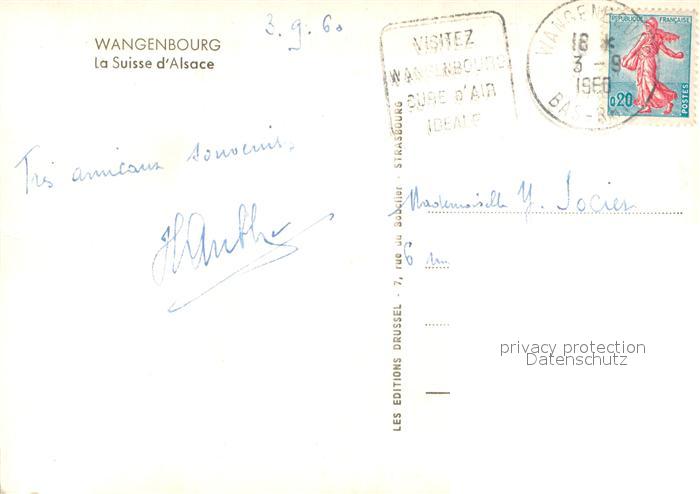 3.9.60
WANGENBOURG
La Suisse d'Alsace
VISITEZ
WANGENBOURG
CURE D'AIR
IDEALE
WANGENBOURG
18 *
3 - 9
1960
BAS-RHIN
REPUBLIQUE FRANÇAISE
0,20
POSTES
Très amicaux souvenirs.
LES EDITIONS DRUSSEL - 7, rue du Bouclier - STRASBOURG
Mademoiselle Y.
6
privacy protection
Datenschutz